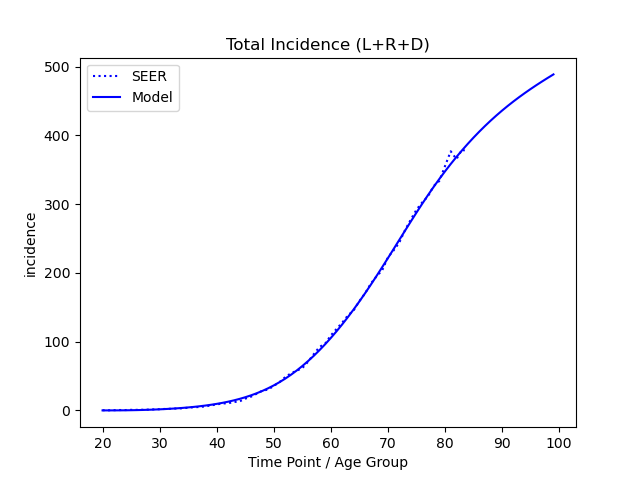 Total Incidence (L+R+D)
SEER
Model
500
400
300
200
100
0
incidence
20 30 40 50 60 70 80 90 100
Time Point / Age Group